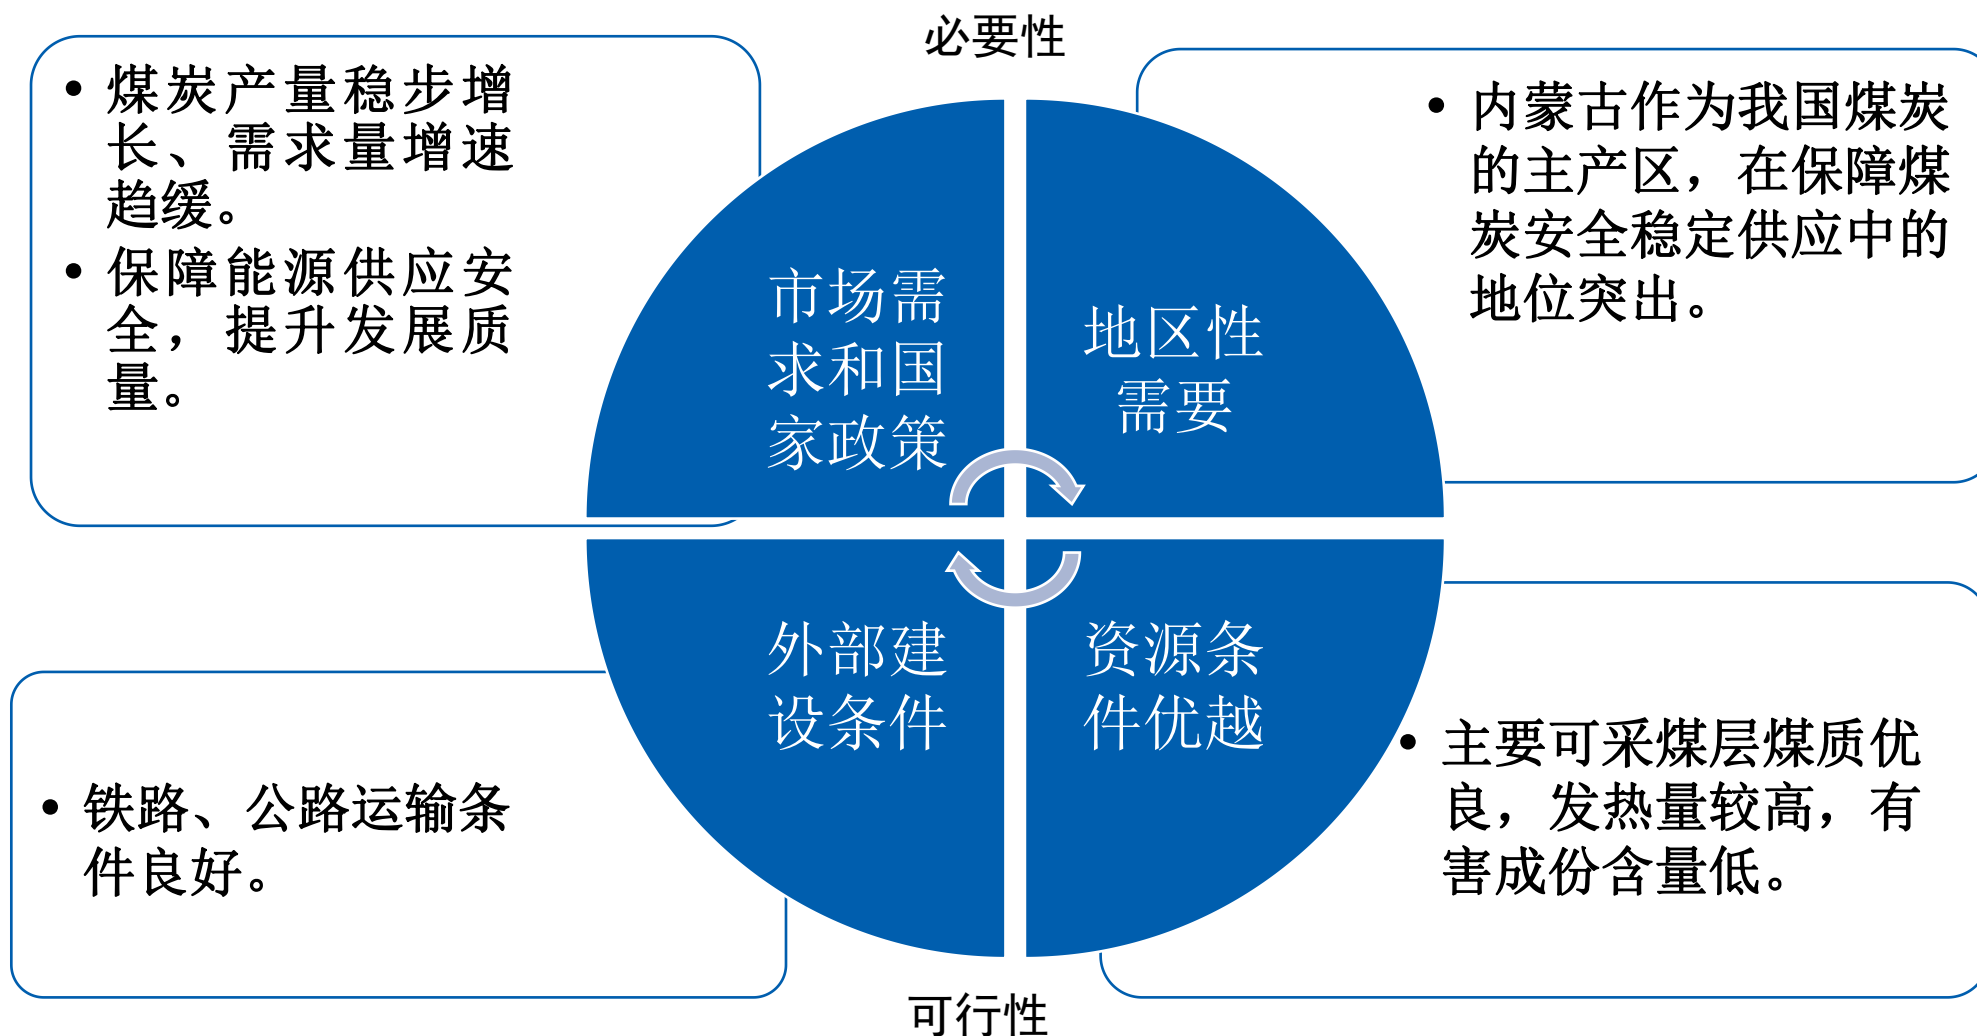 必要性
• 煤炭产量稳步增
长、需求量增速
趋缓。
• 保障能源供应安
全，提升发展质
量。
市场需
求和国
家政策
地区性
需要
• 内蒙古作为我国煤炭
的主产区，在保障煤
炭安全稳定供应中的
地位突出。
• 铁路、公路运输条
件良好。
外部建
设条件
资源条
件优越
• 主要可采煤层煤质优
良，发热量较高，有
害成份含量低。
可行性